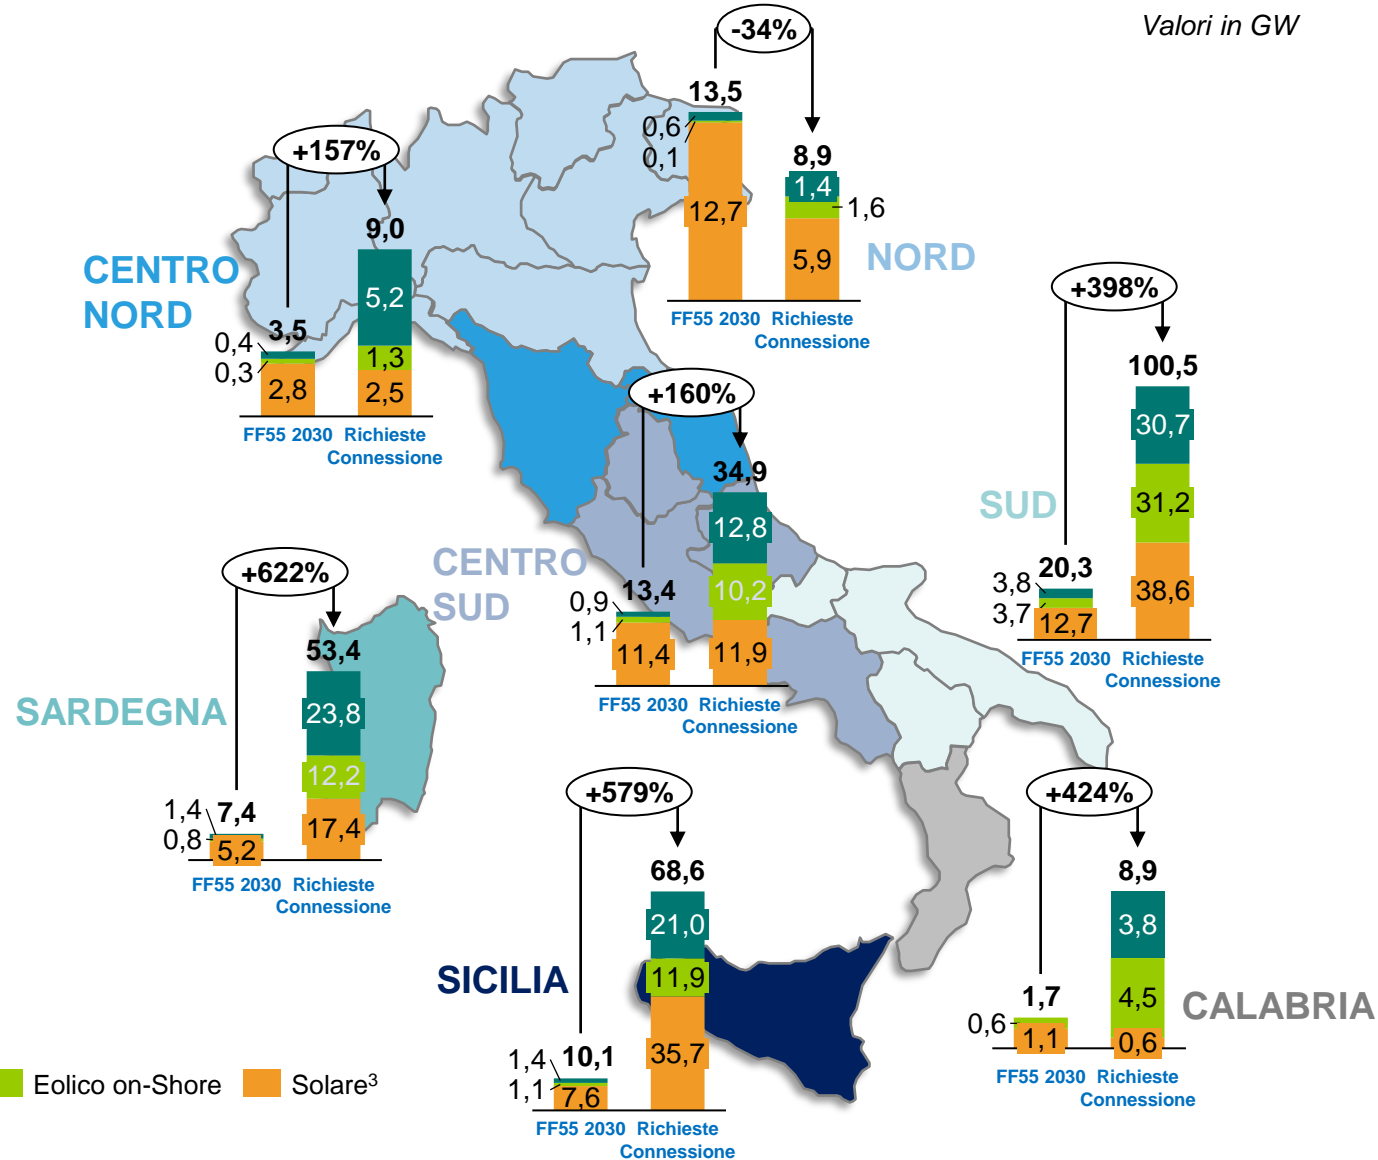 Valori in GW
-34%
13,5
0,6
0,1
12,7
8,9
1,4
1,6
5,9
NORD
FF55 2030 Richieste
Connessione
+157%
9,0
CENTRO
NORD
5,2
3,5
0,4
0,3
1,3
2,8
2,5
FF55 2030 Richieste
Connessione
+398%
100,5
30,7
31,2
SUD
20,3
3,8
3,7
12,7
38,6
FF55 2030 Richieste
Connessione
+160%
34,9
12,8
CENTRO
SUD
13,4
0,9
1,1
10,2
11,4
11,9
FF55 2030 Richieste
Connessione
+622%
53,4
SARDEGNA
23,8
12,2
1,4
7,4
0,8
5,2
17,4
FF55 2030 Richieste
Connessione
+579%
68,6
21,0
SICILIA
11,9
1,4
10,1
1,1
7,6
35,7
FF55 2030 Richieste
Connessione
+424%
8,9
3,8
1,7
0,6
4,5
CALABRIA
1,1
0,6
FF55 2030 Richieste
Connessione
Eolico on-Shore Solare³